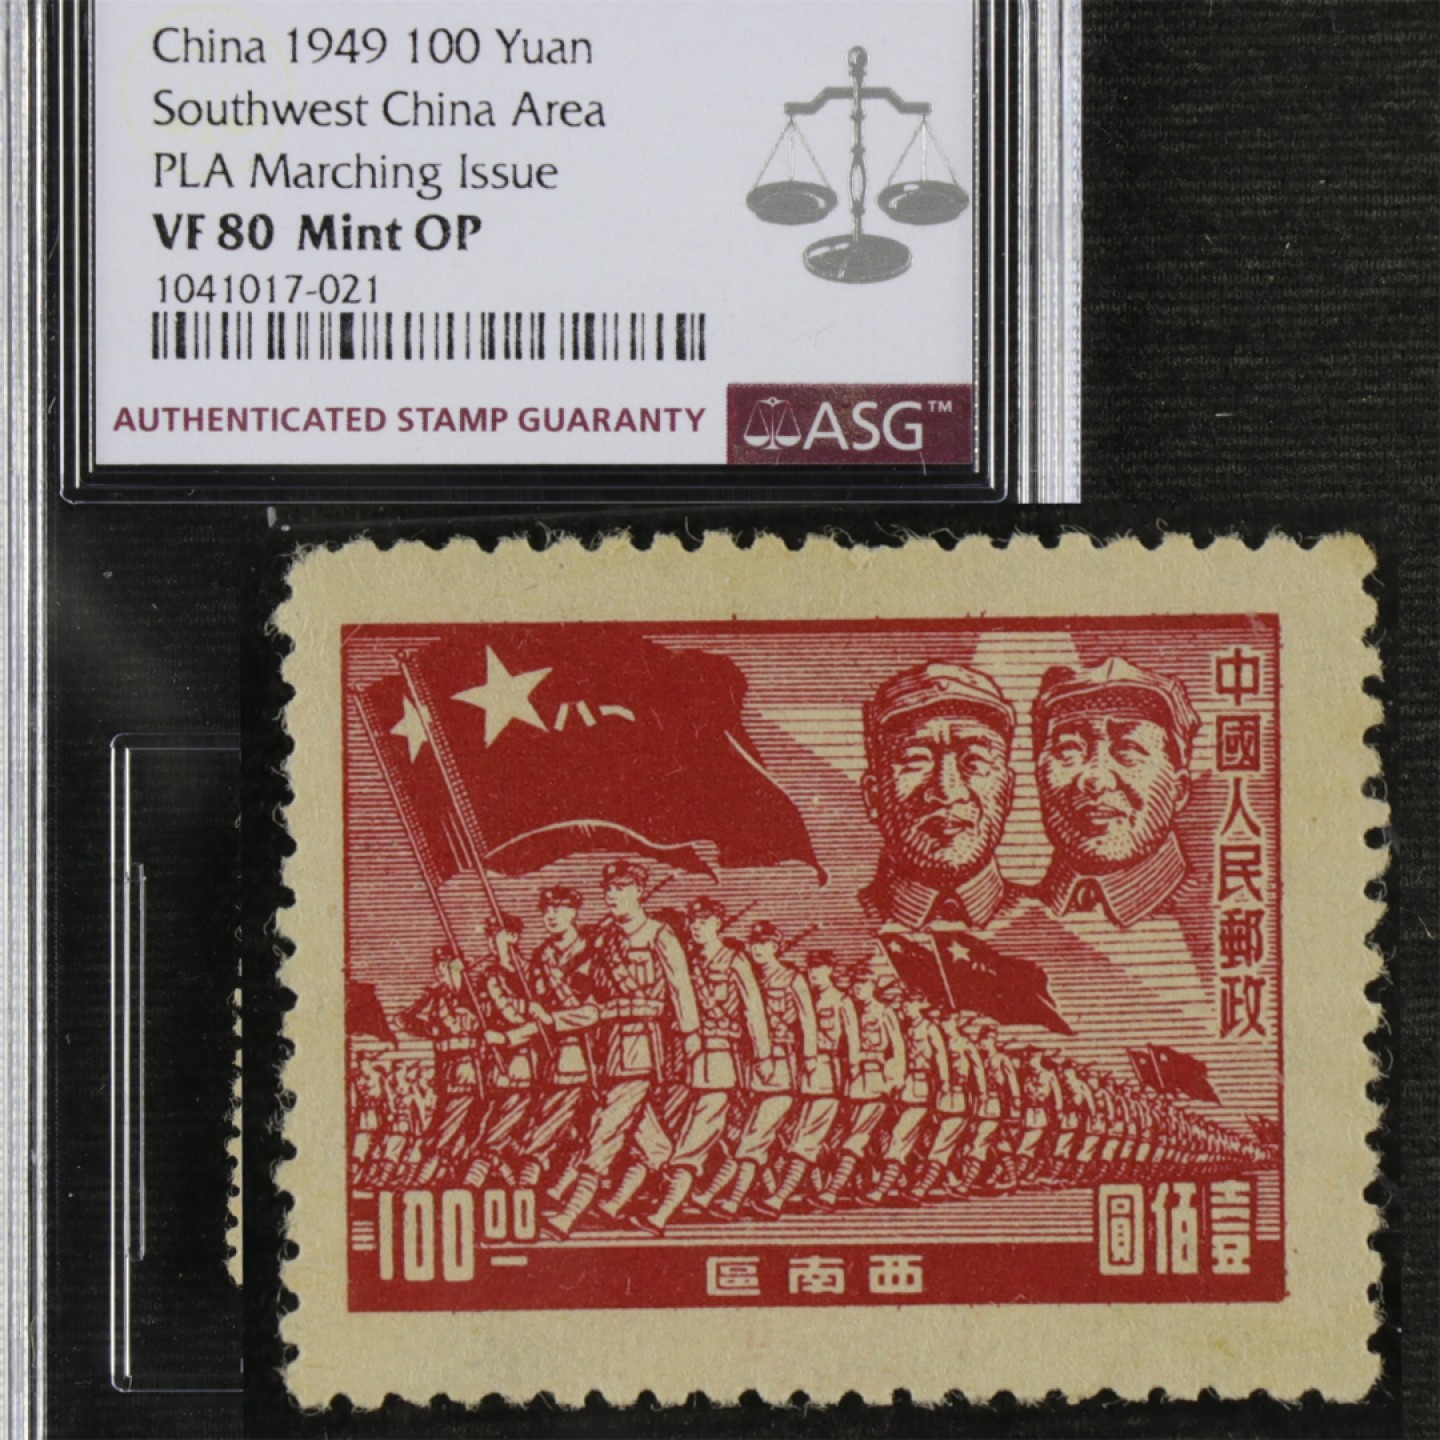 China 1949 100 Yuan
Southwest China Area
PLA Marching Issue
VF 80 Mint OP
1041017-021
AUTHENTICATED STAMP GUARANTY
ASG™
八一
中國人民郵政
100.00
壹佰圓
西南區